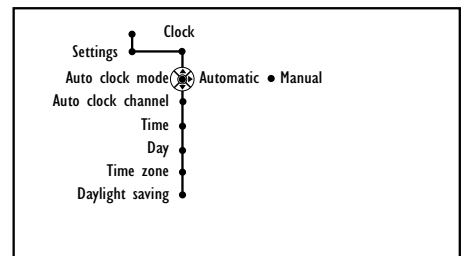 Clock
Settings
Auto clock mode Automatic Manual
Auto clock channel
Time
Day
Time zone
Daylight saving